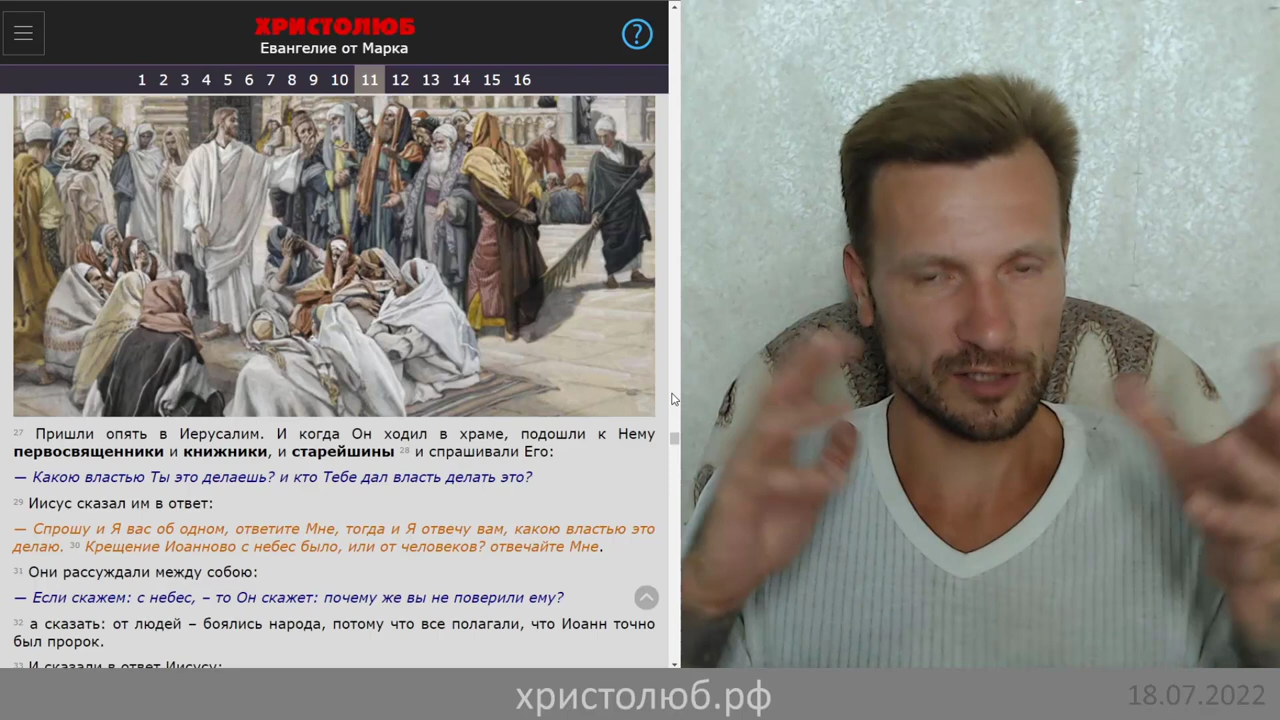 ХРИСТОЛЮБ
Евангелие от Марка
?
1 2 3 4 5 6 7 8 9 10 11 12 13 14 15 16
27 Пришли опять в Иерусалим. И когда Он ходил в храме, подошли к Нему
первосвященники и книжники, и старейшины 28 и спрашивали Его:
— Какою властью Ты это делаешь? и кто Тебе дал власть делать это?
29 Иисус сказал им в ответ:
— Спрошу и Я вас об одном, ответите Мне, тогда и Я отвечу вам, какою властью это
делаю. 30 Крещение Иоанново с небес было, или от человеков? отвечайте Мне.
31 Они рассуждали между собою:
— Если скажем: с небес, – то Он скажет: почему же вы не поверили ему?
32 а сказать: от людей – боялись народа, потому что все полагали, что Иоанн точно
был пророк.
33 И сказали в ответ Иисусу:
христолюб.рф
18.07.2022